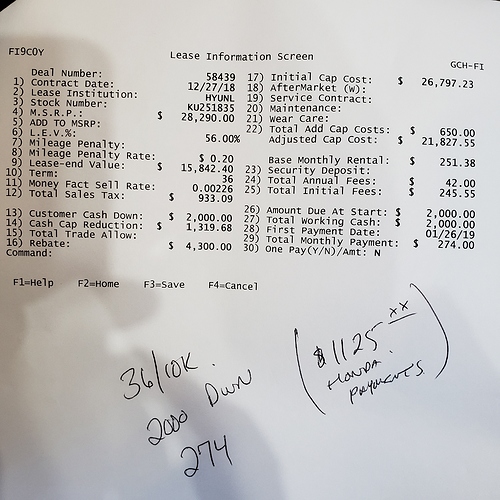 FI9C0Y
Lease Information Screen
GCH-FI
Deal Number: 58439
1) Contract Date: 12/27/18
2) Lease Institution: HYUNL
3) Stock Number: KU251835
4) M.S.R.P.: $ 28,290.00
5) ADD TO MSRP:
6) L.E.V.%: 56.00%
7) Mileage Penalty:
8) Mileage Penalty Rate: $ 0.20
9) Lease-end Value: $ 15,842.40
10) Term: 36
11) Money Fact Sell Rate: 0.00226
12) Total Sales Tax: $ 933.09
13) Customer Cash Down: $ 2,000.00
14) Cash Cap Reduction: $ 1,319.68
15) Total Trade Allow:
16) Rebate: $ 4,300.00
Command:
17) Initial Cap Cost: $ 26,797.23
18) AfterMarket (W):
19) Service Contract:
20) Maintenance:
21) Wear Care:
22) Total Add Cap Costs: $ 650.00
Adjusted Cap Cost: $ 21,827.55
Base Monthly Rental: $ 251.38
23) Security Deposit:
24) Total Annual Fees: $ 42.00
25) Total Initial Fees: $ 245.55
26) Amount Due At Start: $ 2,000.00
27) Total Working Cash: $ 2,000.00
28) First Payment Date: 01/26/19
29) Total Monthly Payment: $ 274.00
30) One Pay(Y/N)/Amt: N
F1=Help F2=Home F3=Save F4=Cancel
36/10K.
2000 Down
274
($1125 xx
HONDA
PAYMENTS)